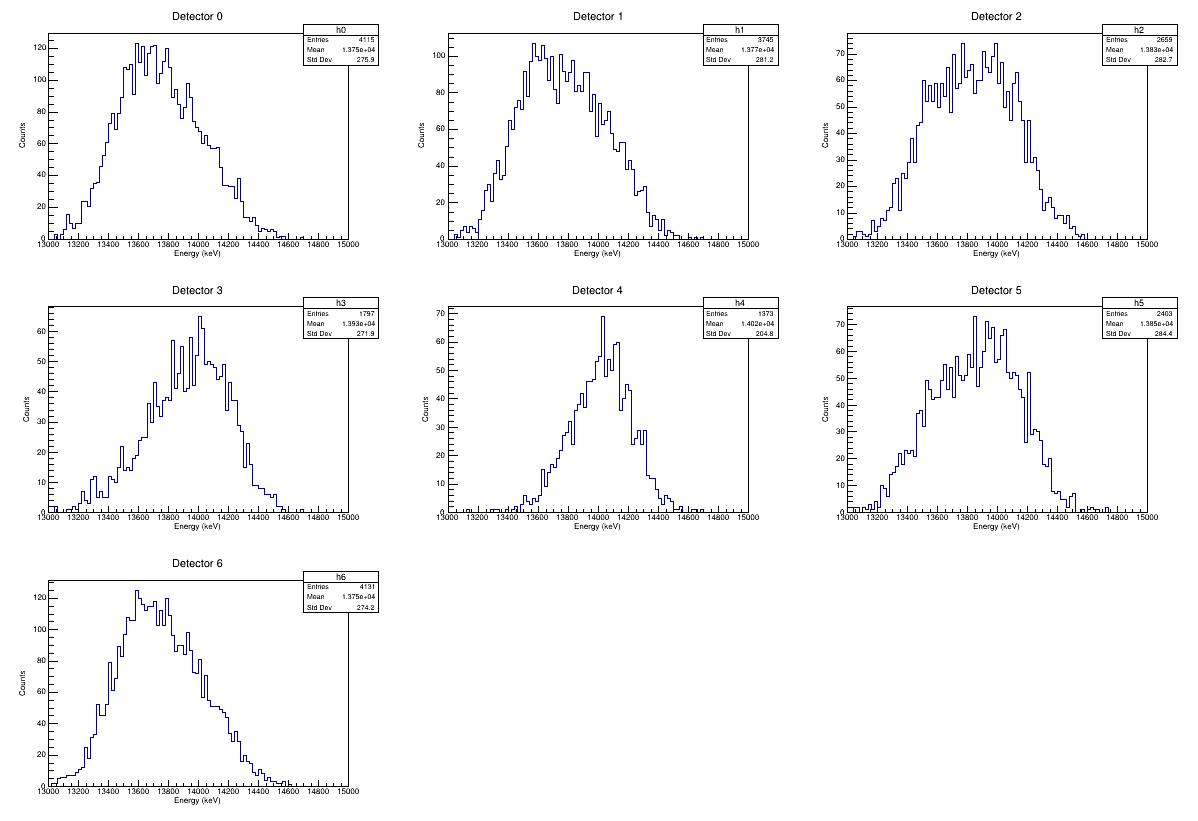 Detector 0
h0
Entries 4115
Mean 1.375e+04
Std Dev 275.9
Counts
120
100
80
60
40
20
0
13000 13200 13400 13600 13800 14000 14200 14400 14600 14800 15000
Energy (keV)
Detector 1
h1
Entries 3745
Mean 1.377e+04
Std Dev 281.2
Counts
100
80
60
40
20
0
13000 13200 13400 13600 13800 14000 14200 14400 14600 14800 15000
Energy (keV)
Detector 2
h2
Entries 2659
Mean 1.383e+04
Std Dev 282.7
Counts
70
60
50
40
30
20
10
0
13000 13200 13400 13600 13800 14000 14200 14400 14600 14800 15000
Energy (keV)
Detector 3
h3
Entries 1797
Mean 1.393e+04
Std Dev 271.9
Counts
60
50
40
30
20
10
0
13000 13200 13400 13600 13800 14000 14200 14400 14600 14800 15000
Energy (keV)
Detector 4
h4
Entries 1373
Mean 1.402e+04
Std Dev 204.8
Counts
70
60
50
40
30
20
10
0
13000 13200 13400 13600 13800 14000 14200 14400 14600 14800 15000
Energy (keV)
Detector 5
h5
Entries 2403
Mean 1.385e+04
Std Dev 284.4
Counts
70
60
50
40
30
20
10
0
13000 13200 13400 13600 13800 14000 14200 14400 14600 14800 15000
Energy (keV)
Detector 6
h6
Entries 4131
Mean 1.375e+04
Std Dev 274.2
Counts
120
100
80
60
40
20
0
13000 13200 13400 13600 13800 14000 14200 14400 14600 14800 15000
Energy (keV)